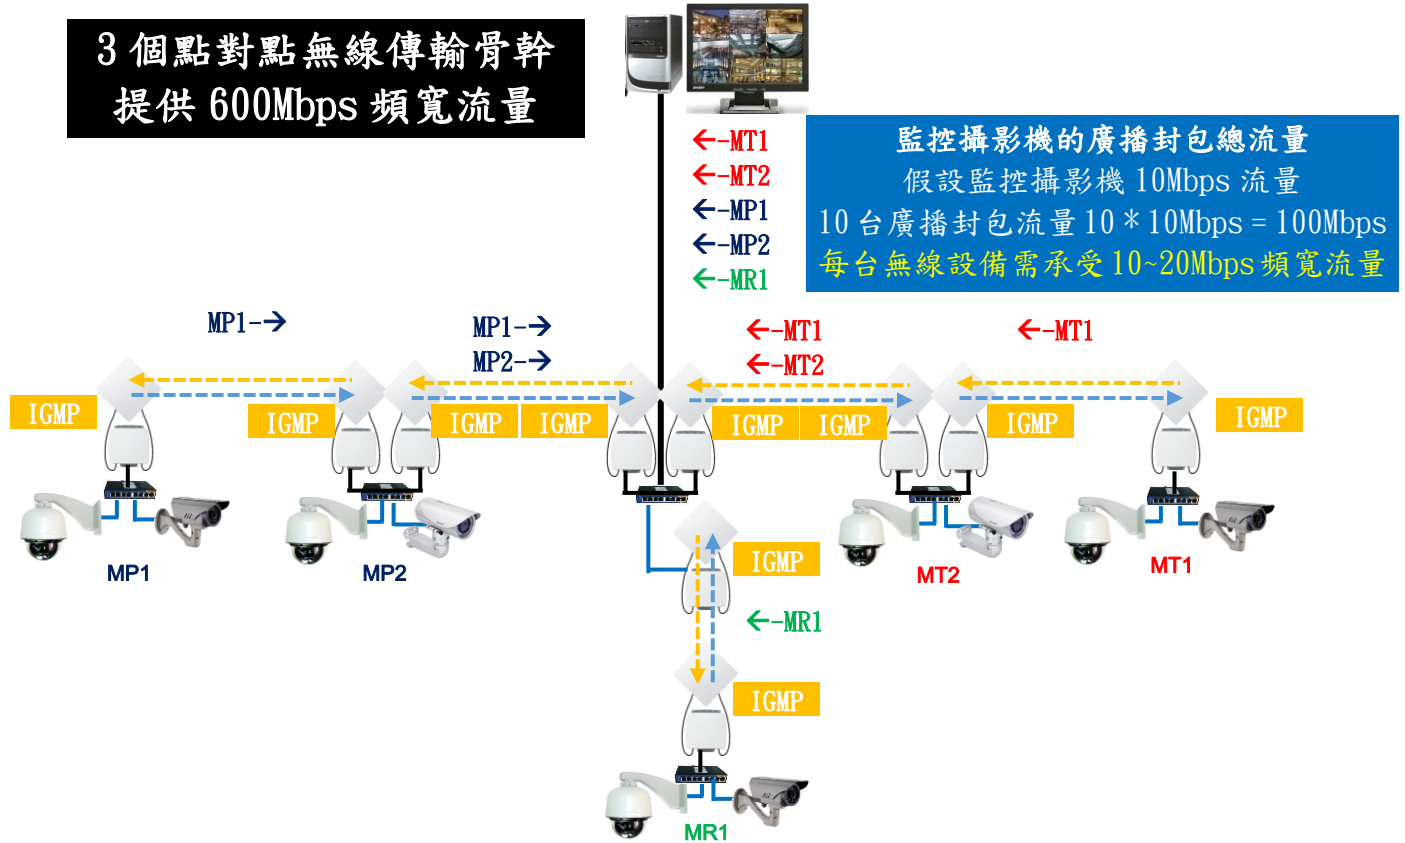 3 個點對點無線傳輸骨幹
提供 600Mbps 頻寬流量
監控攝影機的廣播封包總流量
假設監控攝影機 10Mbps 流量
10 台廣播封包流量 10 * 10Mbps = 100Mbps
每台無線設備需承受 10~20Mbps 頻寬流量
←-MT1
←-MT2
←-MP1
←-MP2
←-MR1
MP1-→
MP1-→
MP2-→
←-MT1
←-MT2
←-MT1
IGMP
IGMP
IGMP
IGMP
IGMP
IGMP
IGMP
IGMP
MP1
MP2
MT2
MT1
IGMP
←-MR1
IGMP
MR1